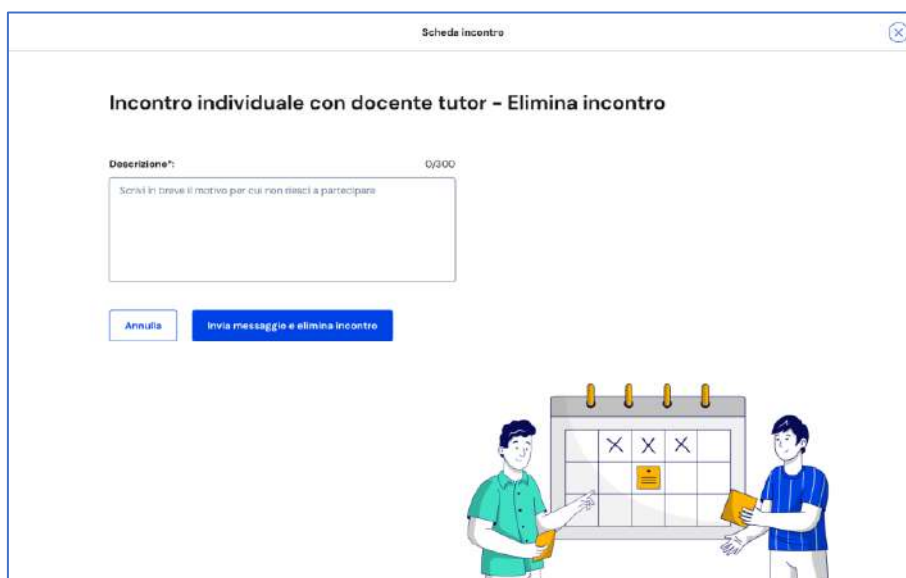 Scheda incontro
Incontro individuale con docente tutor - Elimina incontro
Descrizione*: 0/300
Scrivi in breve il motivo per cui non riesci a partecipare
Annulla Invia messaggio e elimina incontro